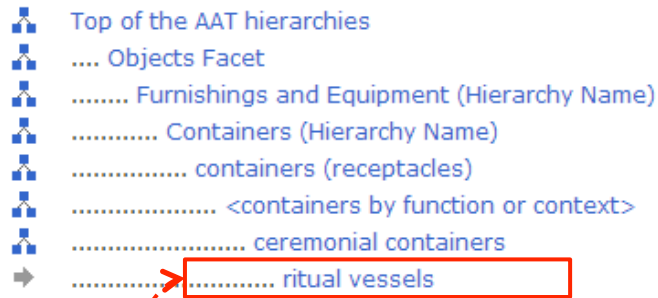 Top of the AAT hierarchies
.... Objects Facet
........ Furnishings and Equipment (Hierarchy Name)
............ Containers (Hierarchy Name)
................ containers (receptacles)
.................... <containers by function or context>
........................ ceremonial containers
............................ ritual vessels